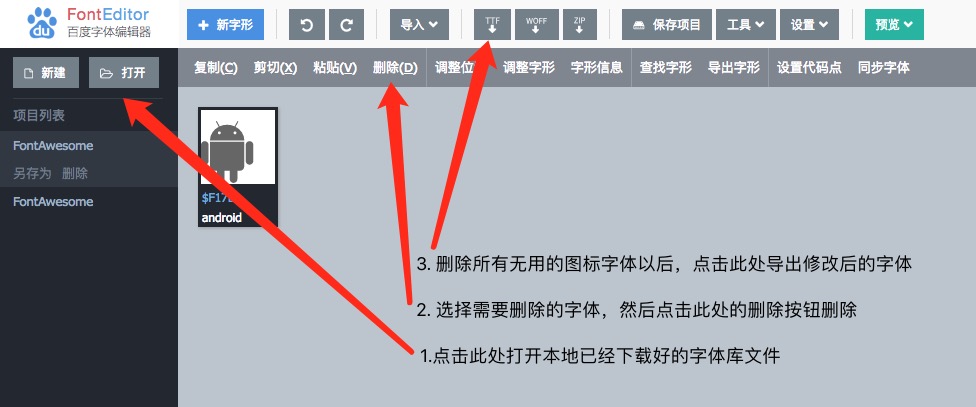 FontEditor
百度字体编辑器
du
新字形
导入
TTF
WOFF
ZIP
保存项目
工具
设置
预览
新建
打开
复制(C) 剪切(X) 粘贴(V) 删除(D) 调整位 调整字形 字形信息 查找字形 导出字形 设置代码点 同步字体
项目列表
FontAwesome
另存为 删除
FontAwesome
android
3. 删除所有无用的图标字体以后，点击此处导出修改后的字体
2. 选择需要删除的字体，然后点击此处的删除按钮删除
1.点击此处打开本地已经下载好的字体库文件